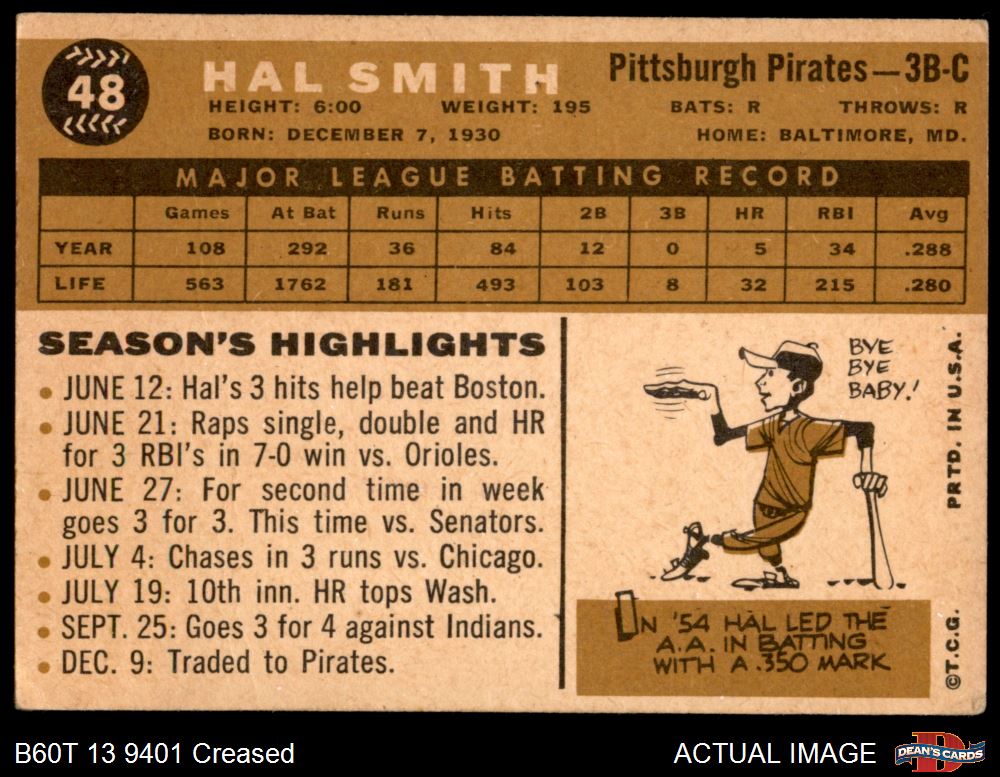 48
HAL SMITH
Pittsburgh Pirates—3B-C
HEIGHT: 6:00 WEIGHT: 195 BATS: R THROWS: R
BORN: DECEMBER 7, 1930 HOME: BALTIMORE, MD.
MAJOR LEAGUE BATTING RECORD
Games At Bat Runs Hits 2B 3B HR RBI Avg
YEAR 108 292 36 84 12 0 5 34 .288
LIFE 563 1762 181 493 103 8 32 215 .280
SEASON'S HIGHLIGHTS
• JUNE 12: Hal's 3 hits help beat Boston.
• JUNE 21: Raps single, double and HR
for 3 RBI's in 7-0 win vs. Orioles.
• JUNE 27: For second time in week
goes 3 for 3. This time vs. Senators.
• JULY 4: Chases in 3 runs vs. Chicago.
• JULY 19: 10th inn. HR tops Wash.
• SEPT. 25: Goes 3 for 4 against Indians.
• DEC. 9: Traded to Pirates.
BYE
BYE
BABY!
IN '54 HAL LED THE
A.A. IN BATTING
WITH A .350 MARK
©T.C.G. PRTD. IN U.S.A.
B60T 13 9401 Creased
ACTUAL IMAGE
D
DEAN'S CARDS